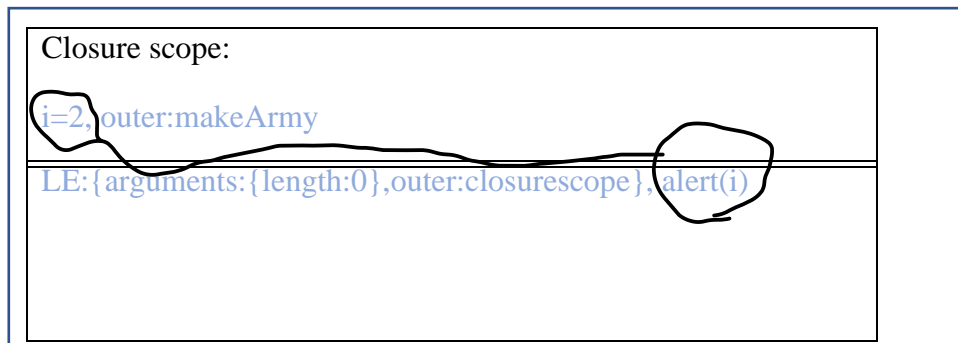 Closure scope:
i=2, outer:makeArmy
LE:{arguments:{length:0},outer:closurescope}, alert(i)